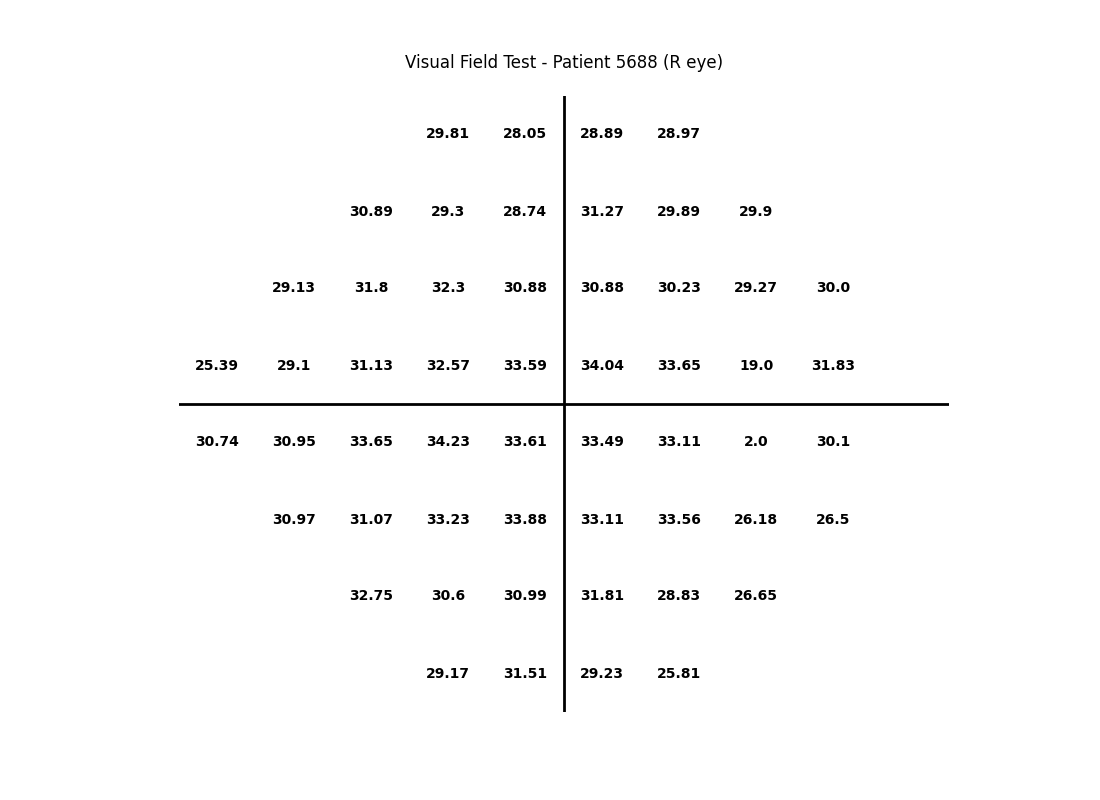 Visual Field Test - Patient 5688 (R eye)
29.81 28.05 28.89 28.97
30.89 29.3 28.74 31.27 29.89 29.9
29.13 31.8 32.3 30.88 30.88 30.23 29.27 30.0
25.39 29.1 31.13 32.57 33.59 34.04 33.65 19.0 31.83
30.74 30.95 33.65 34.23 33.61 33.49 33.11 2.0 30.1
30.97 31.07 33.23 33.88 33.11 33.56 26.18 26.5
32.75 30.6 30.99 31.81 28.83 26.65
29.17 31.51 29.23 25.81